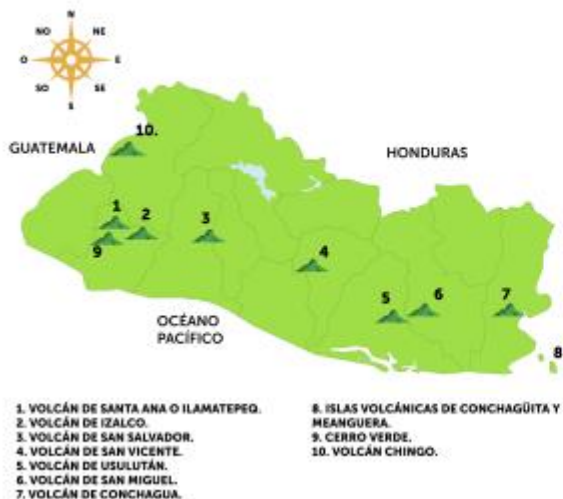 N
NO NE
O E
SO SE
S
10.
GUATEMALA
HONDURAS
1
2
3
9
4
5
6
7
OCÉANO
PACÍFICO
8
1. VOLCÁN DE SANTA ANA O ILAMATEPEQ.
2. VOLCÁN DE IZALCO.
3. VOLCÁN DE SAN SALVADOR.
4. VOLCÁN DE SAN VICENTE.
5. VOLCÁN DE USULUTÁN.
6. VOLCÁN DE SAN MIGUEL.
7. VOLCÁN DE CONCHAGUA.
8. ISLAS VOLCÁNICAS DE CONCHAGÜITA Y
MEANGUERA.
9. CERRO VERDE.
10. VOLCÁN CHINGO.